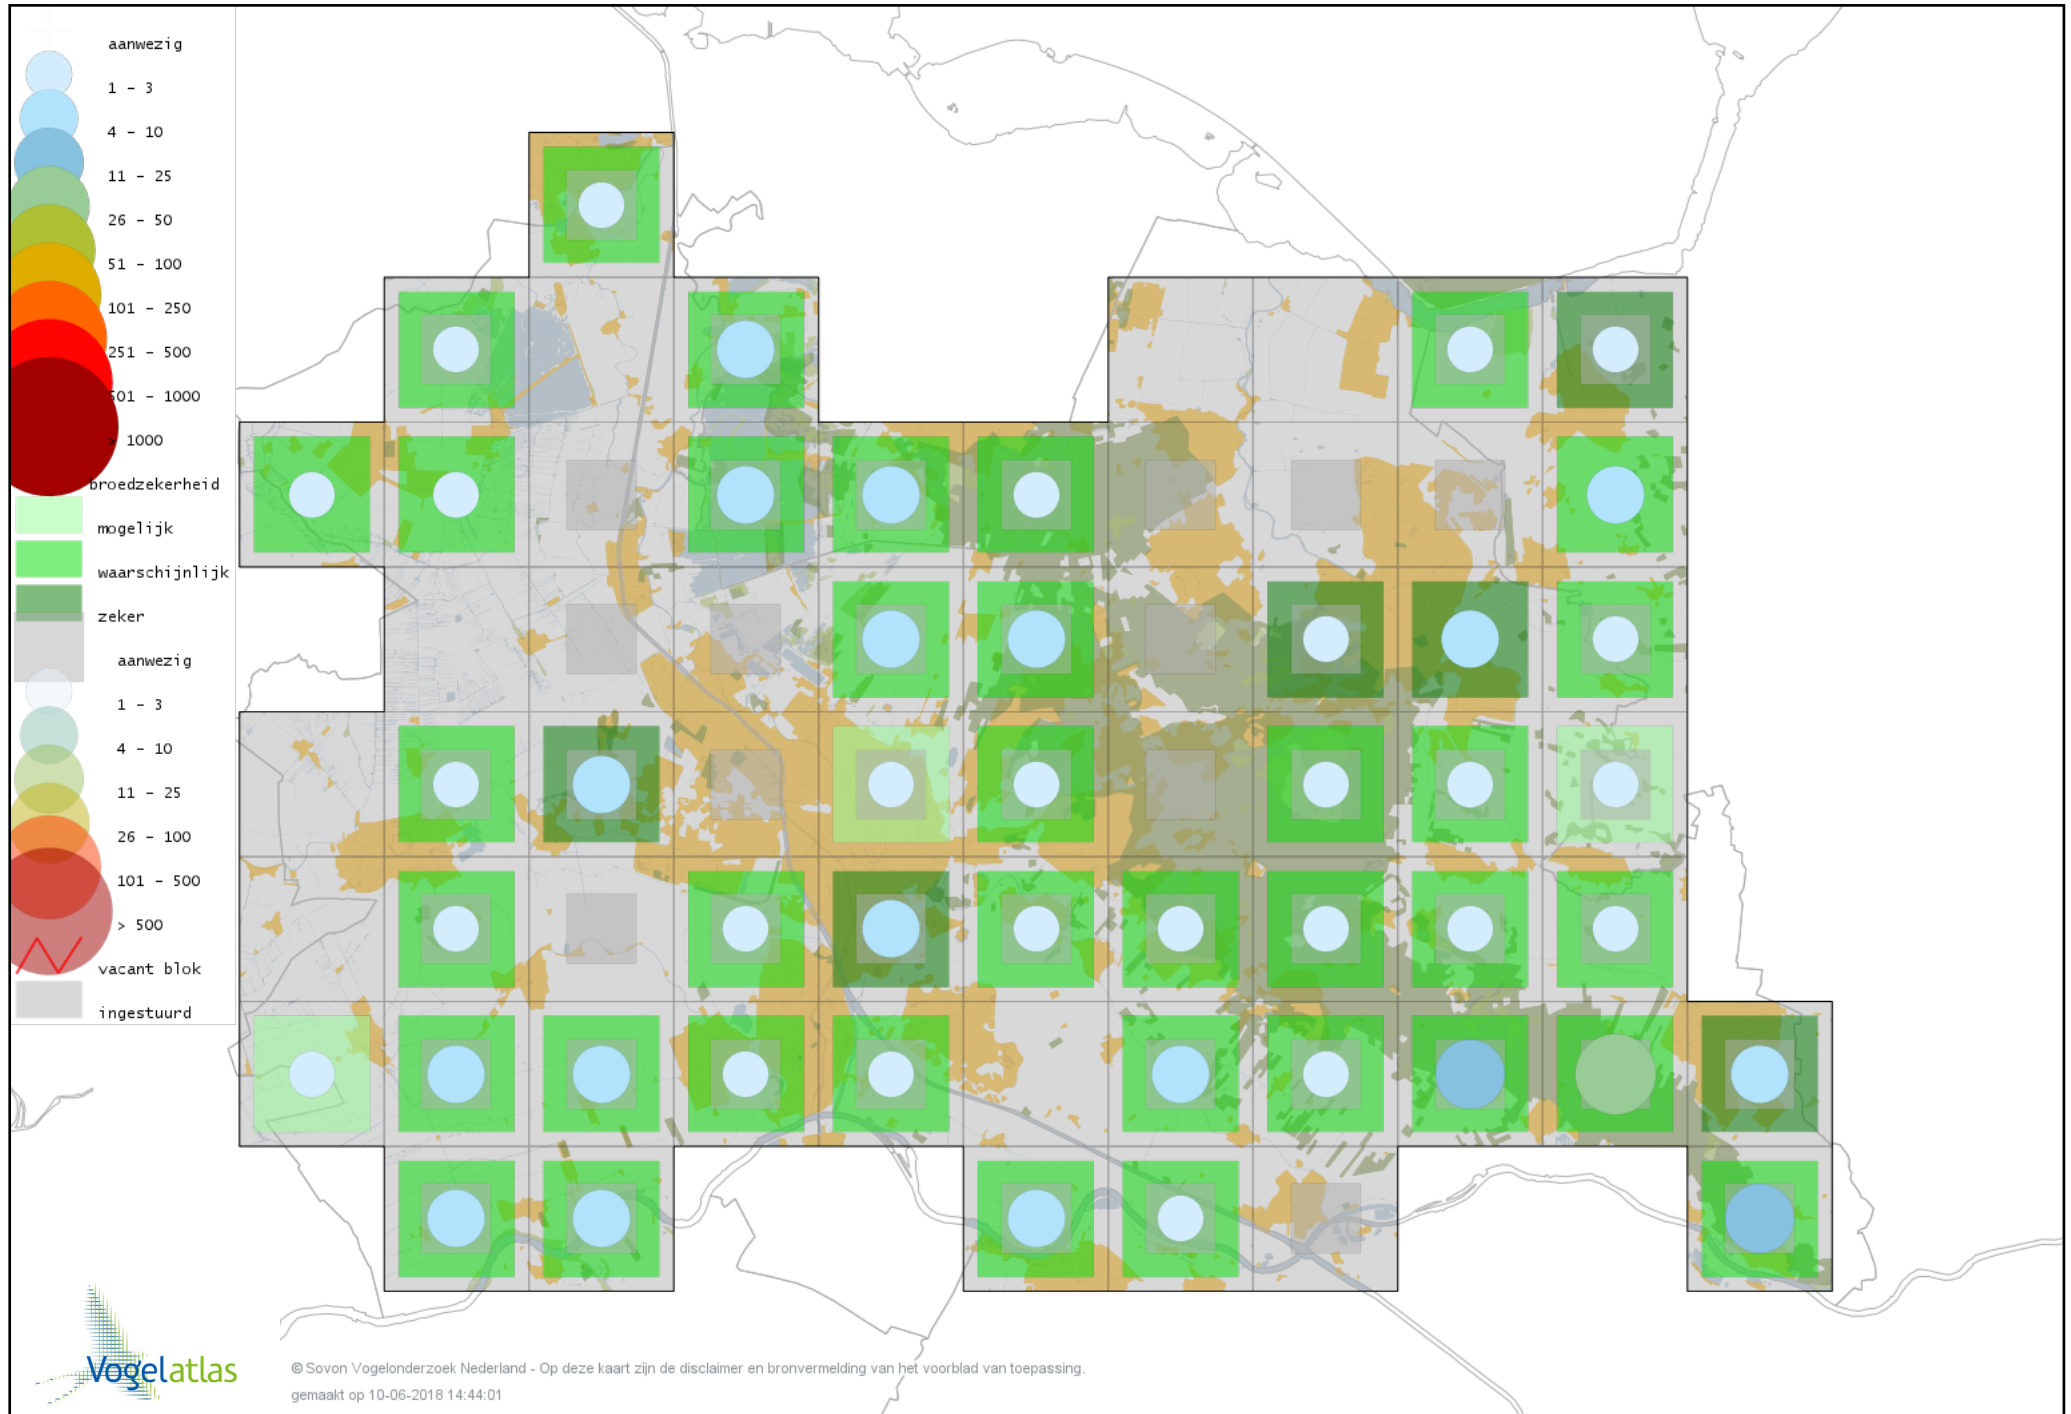 aanwezig
1 - 3
4 - 10
11 - 25
26 - 50
51 - 100
101 - 250
251 - 500
501 - 1000
> 1000
broedzekerheid
mogelijk
waarschijnlijk
zeker
aanwezig
1 - 3
4 - 10
11 - 25
26 - 100
101 - 500
> 500
vacant blok
ingestuurd
Vogelatlas
© Sovon Vogelonderzoek Nederland - Op deze kaart zijn de disclaimer en bronvermelding van het voorblad van toepassing.
gemaakt op 10-06-2018 14:44:01